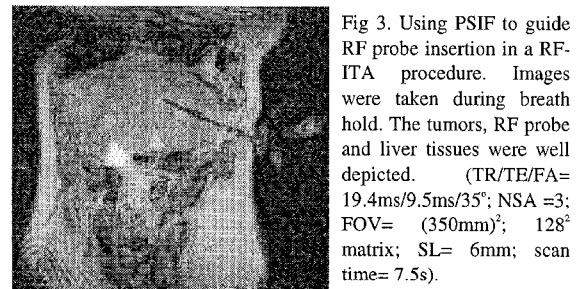 Fig 3. Using PSIF to guide
RF probe insertion in a RF-
ITA procedure. Images
were taken during breath
hold. The tumors, RF probe
and liver tissues were well
depicted. (TR/TE/FA=
19.4ms/9.5ms/35°; NSA =3;
FOV= (350mm)²; 128²
matrix; SL= 6mm; scan
time= 7.5s).